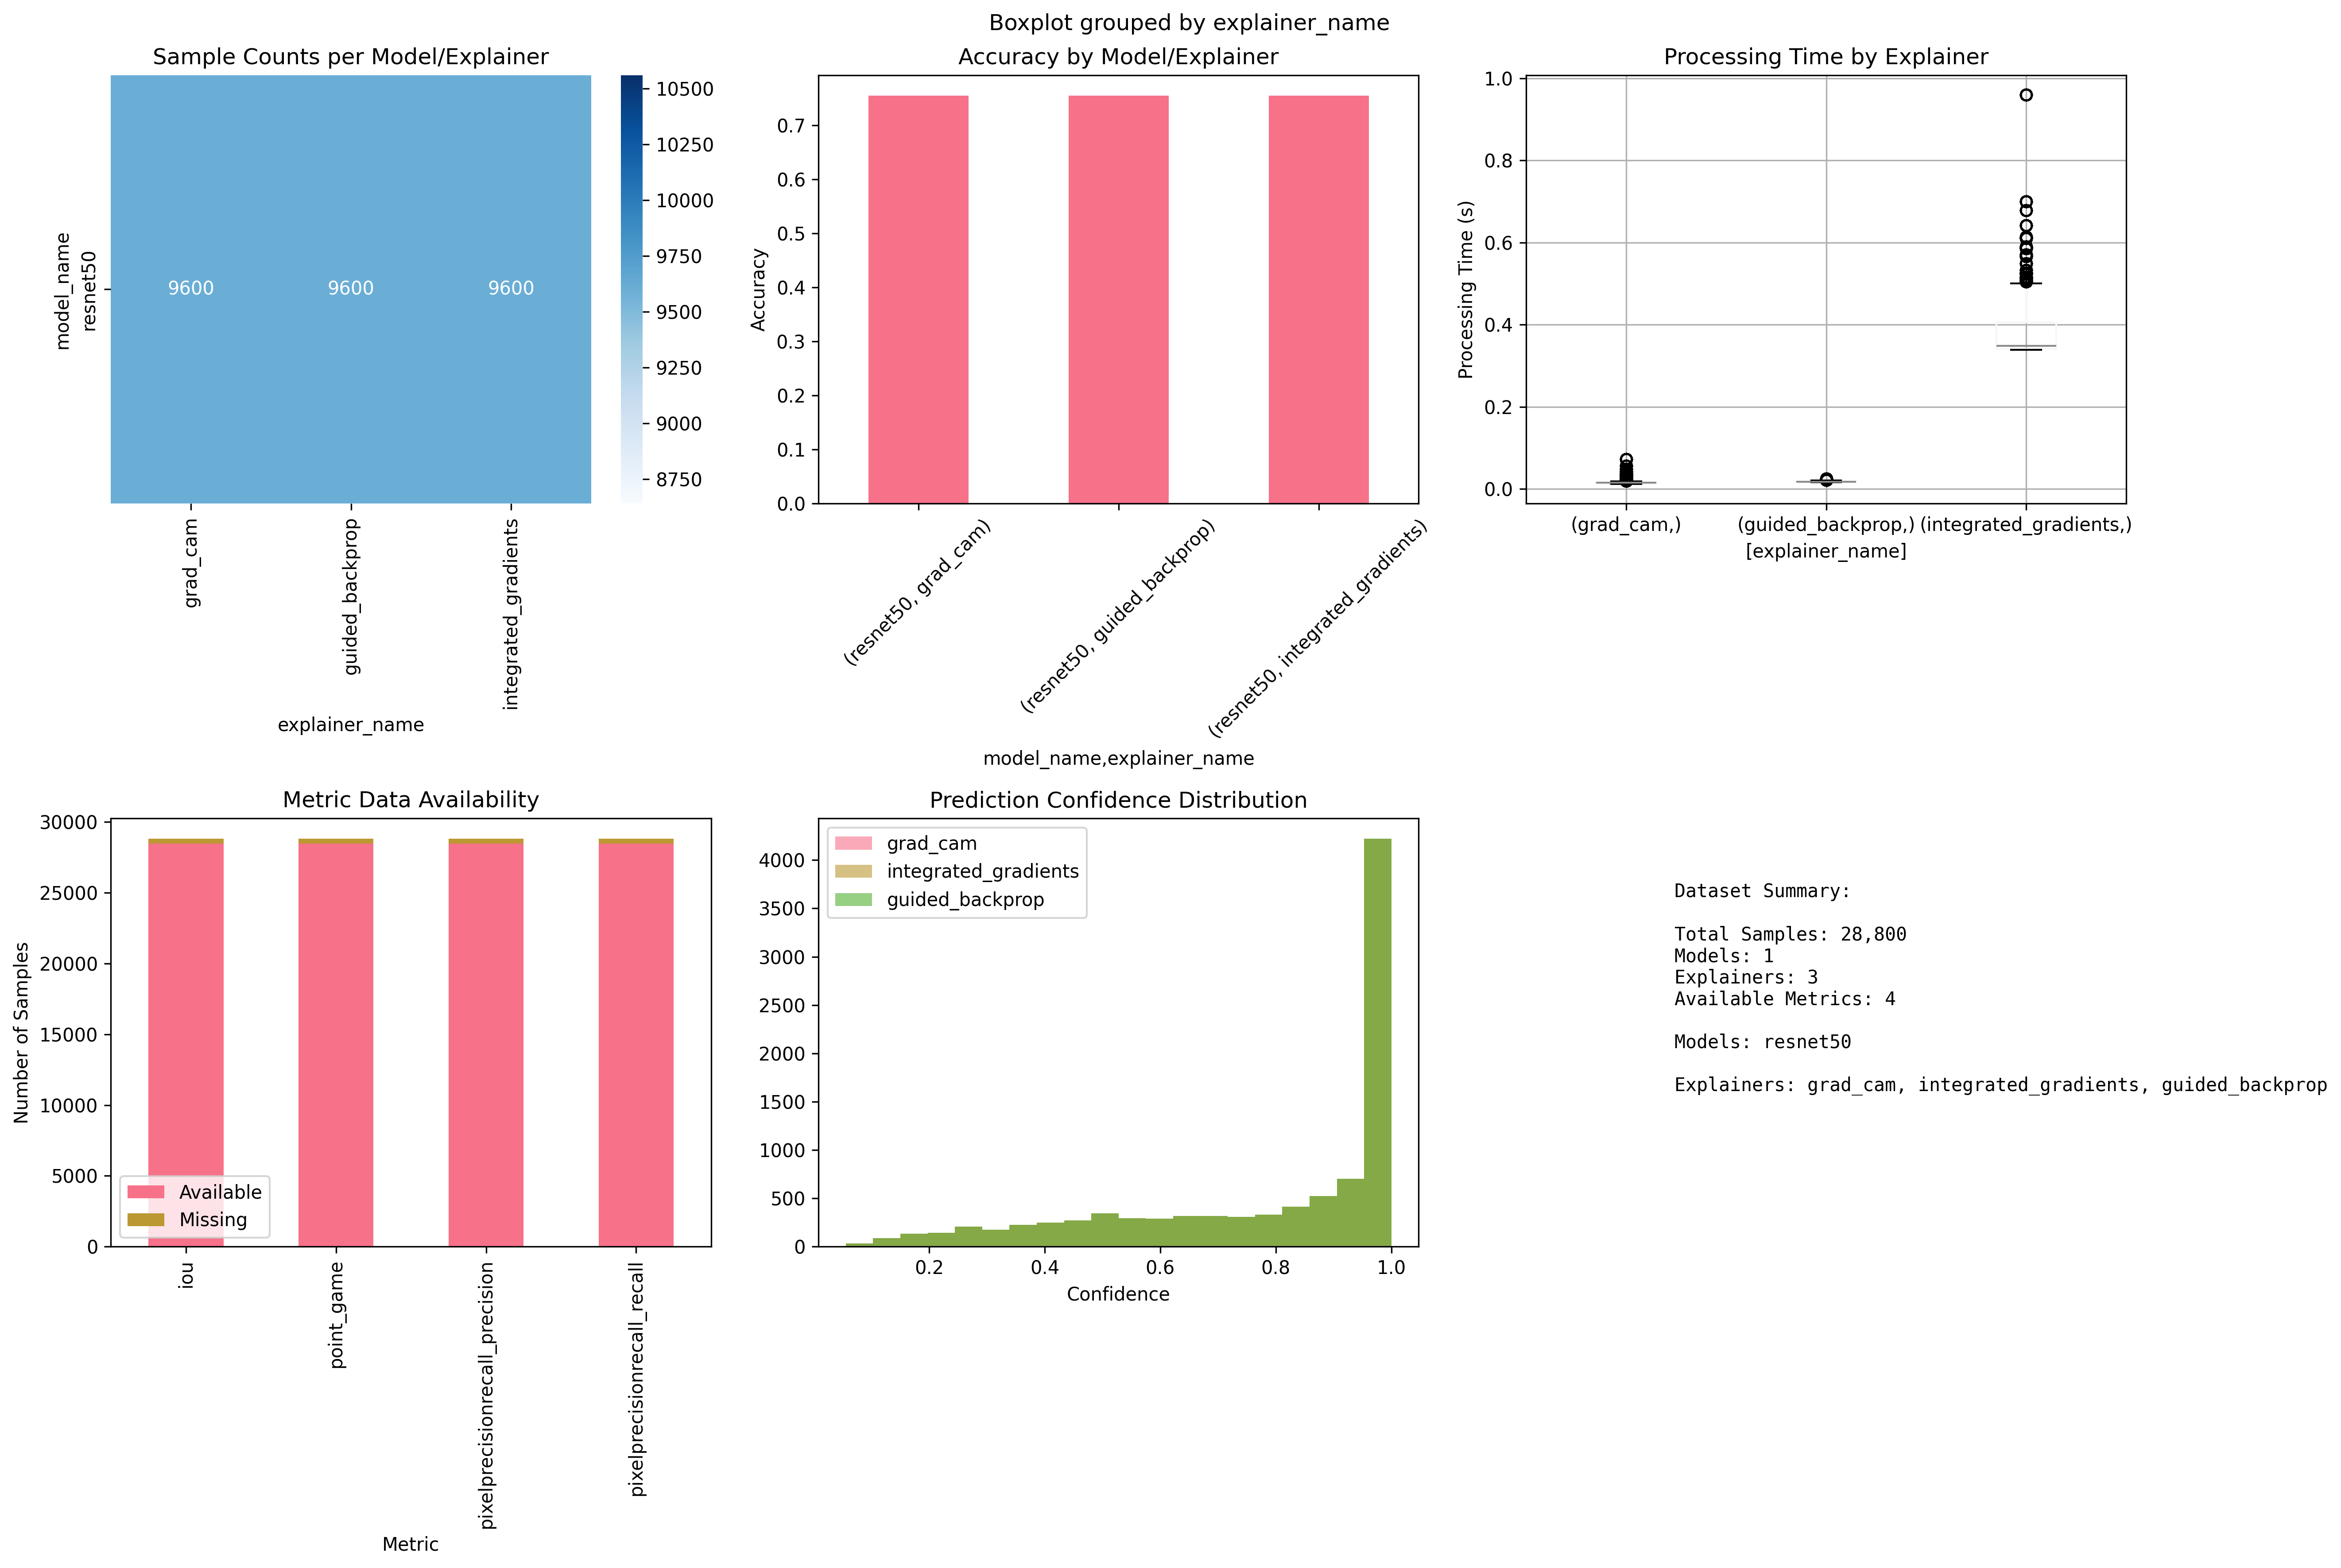 Boxplot grouped by explainer_name
Sample Counts per Model/Explainer
model_name
resnet50
9600 9600 9600
10500
10250
10000
9750
9500
9250
9000
8750
grad_cam
guided_backprop
integrated_gradients
explainer_name
Accuracy by Model/Explainer
Accuracy
0.7
0.6
0.5
0.4
0.3
0.2
0.1
0.0
(resnet50, grad_cam)
(resnet50, guided_backprop)
(resnet50, integrated_gradients)
model_name,explainer_name
Processing Time by Explainer
Processing Time (s)
1.0
0.8
0.6
0.4
0.2
0.0
(grad_cam,) (guided_backprop,) (integrated_gradients,)
[explainer_name]
Metric Data Availability
Number of Samples
30000
25000
20000
15000
10000
5000
0
Available
Missing
iou
point_game
pixelprecisionrecall_precision
pixelprecisionrecall_recall
Metric
Prediction Confidence Distribution
grad_cam
integrated_gradients
guided_backprop
4000
3500
3000
2500
2000
1500
1000
500
0
0.2 0.4 0.6 0.8 1.0
Confidence
Dataset Summary:
Total Samples: 28,800
Models: 1
Explainers: 3
Available Metrics: 4
Models: resnet50
Explainers: grad_cam, integrated_gradients, guided_backprop